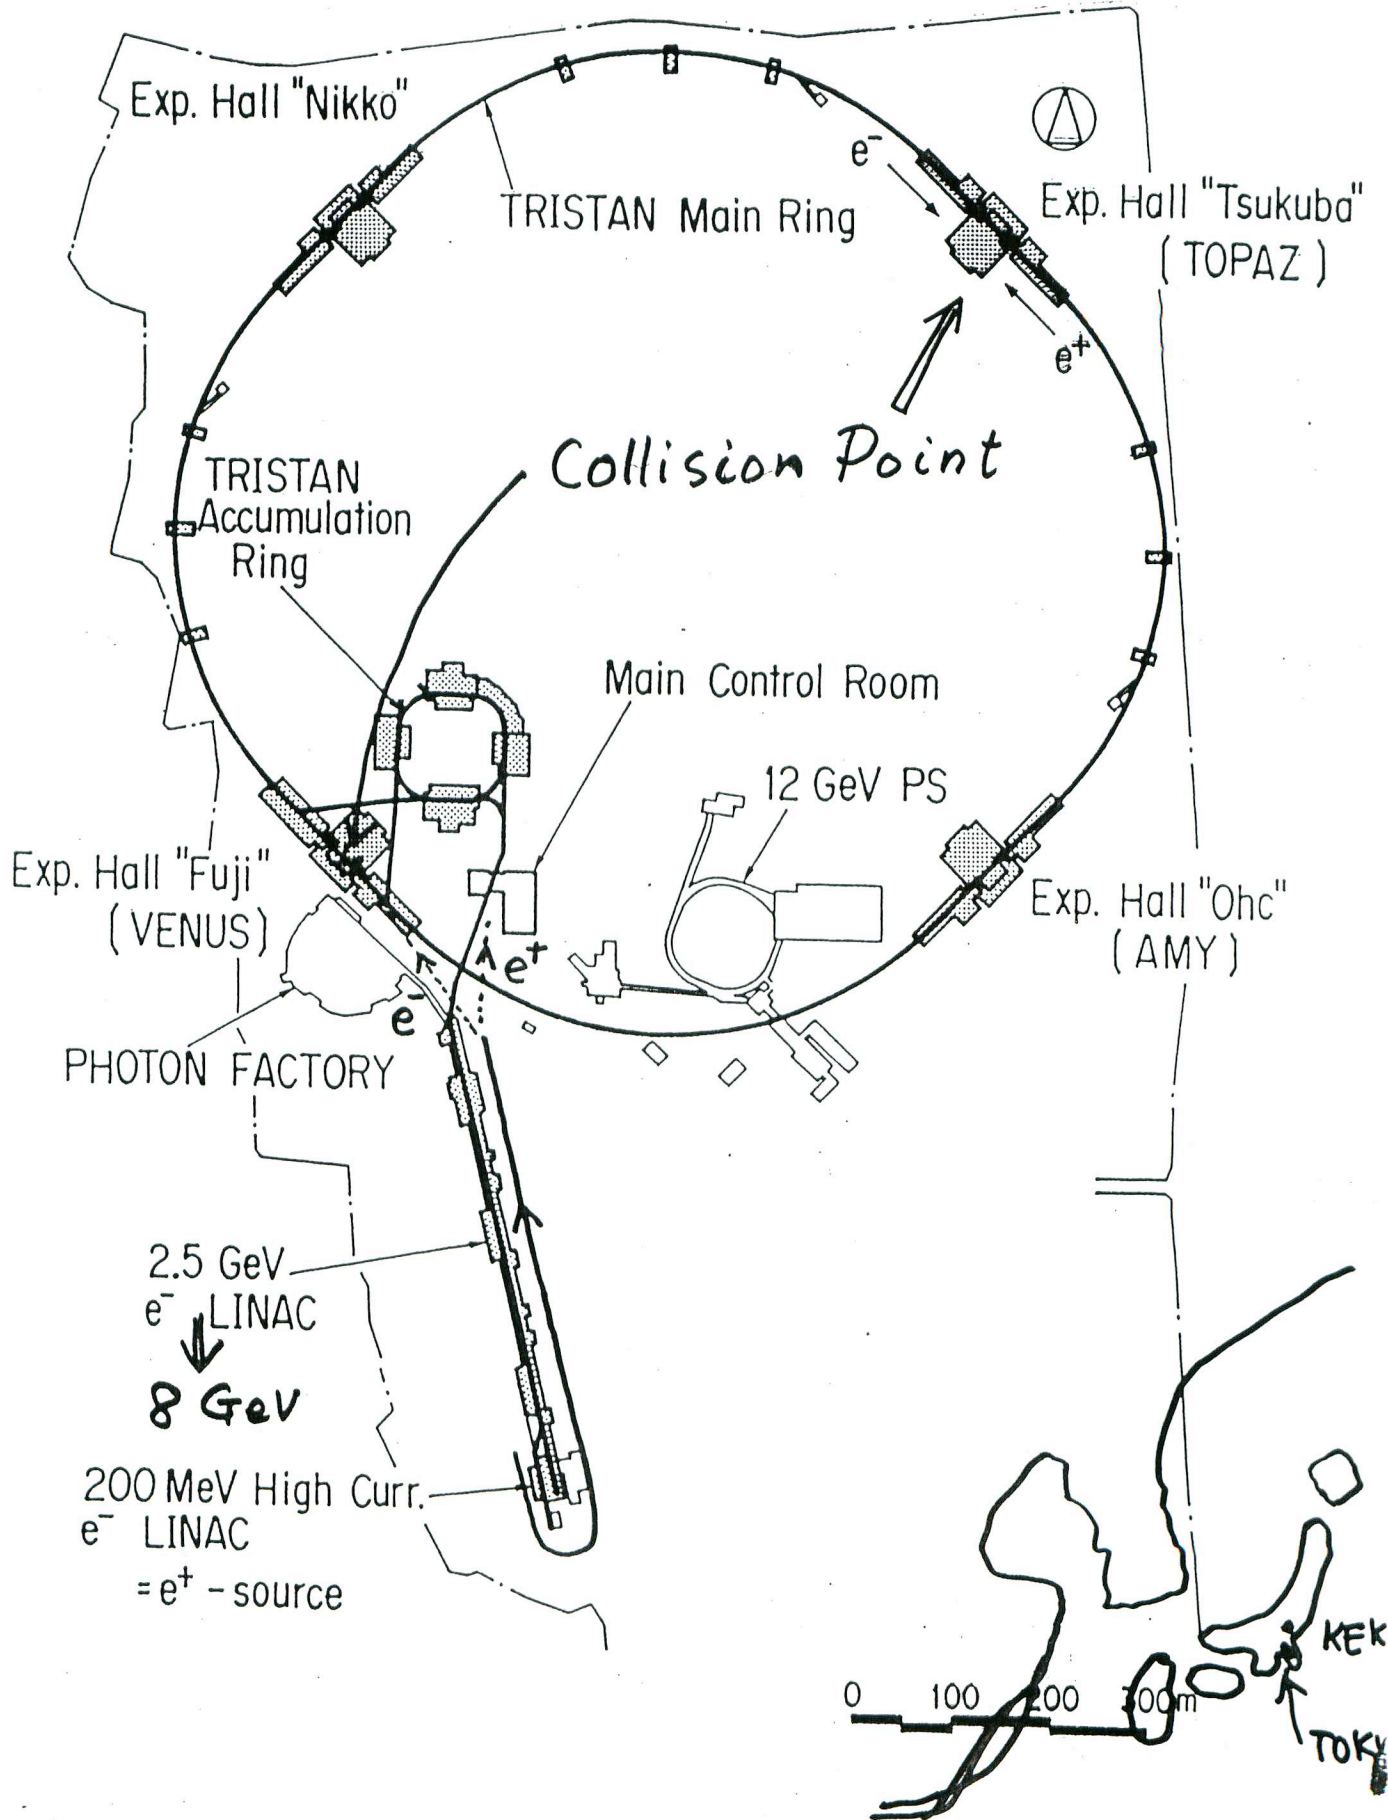 Exp. Hall "Nikko"
e⁻
TRISTAN Main Ring
Exp. Hall "Tsukuba"
(TOPAZ)
e⁺
Collision Point
TRISTAN
Accumulation
Ring
Main Control Room
12 GeV PS
Exp. Hall "Fuji"
(VENUS)
Exp. Hall "Oho"
(AMY)
e⁺
e⁻
PHOTON FACTORY
2.5 GeV
e⁻ LINAC
8 GeV
200 MeV High Curr.
e⁻ LINAC
= e⁺ - source
KEK
0 100 200 300m